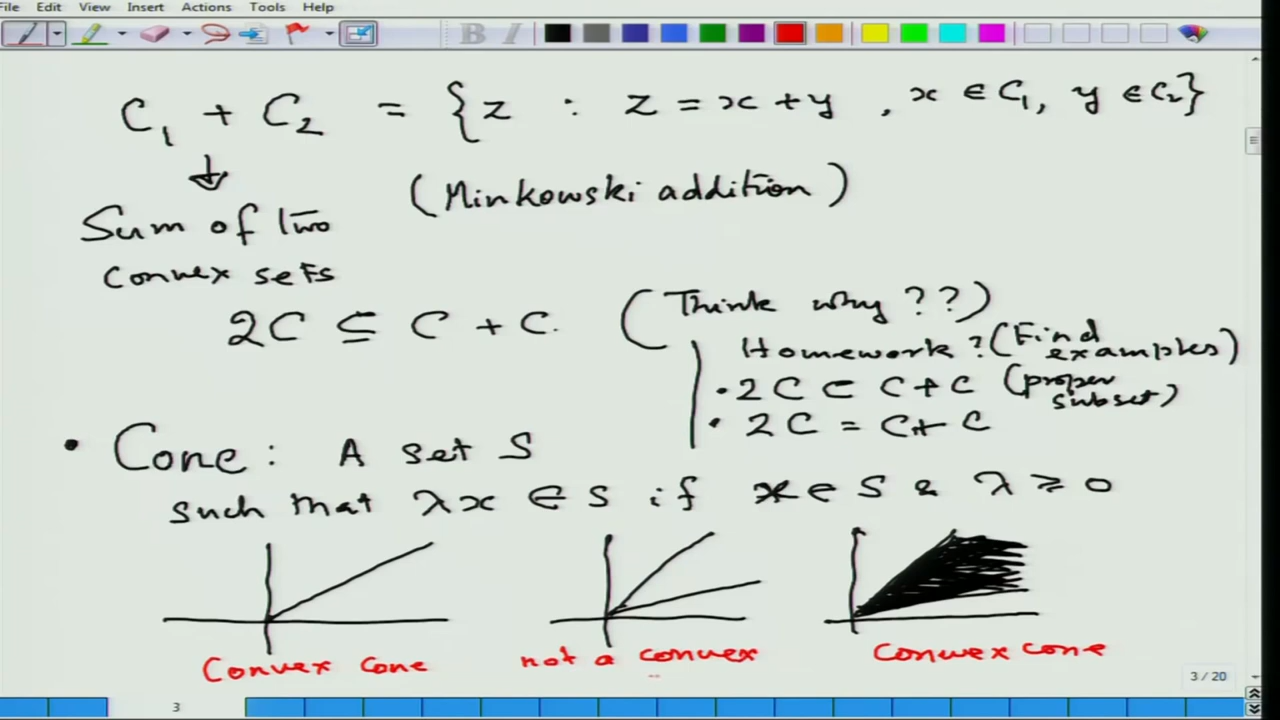 File Edit View Insert Actions Tools Help
B I
C₁ + C₂ = {z : z = x + y , x ∈ C₁, y ∈ C₂}
(Minkowski addition)
Sum of two
convex sets
2C ⊆ C + C. (Think why ??)
Homework ? (Find
examples)
• 2C ⊂ C + C (proper
subset)
• 2C = C + C
• Cone: A set S
such that λx ∈ S if x ∈ S & λ ≥ 0
Convex Cone not a convex Convex cone
3 / 20
3